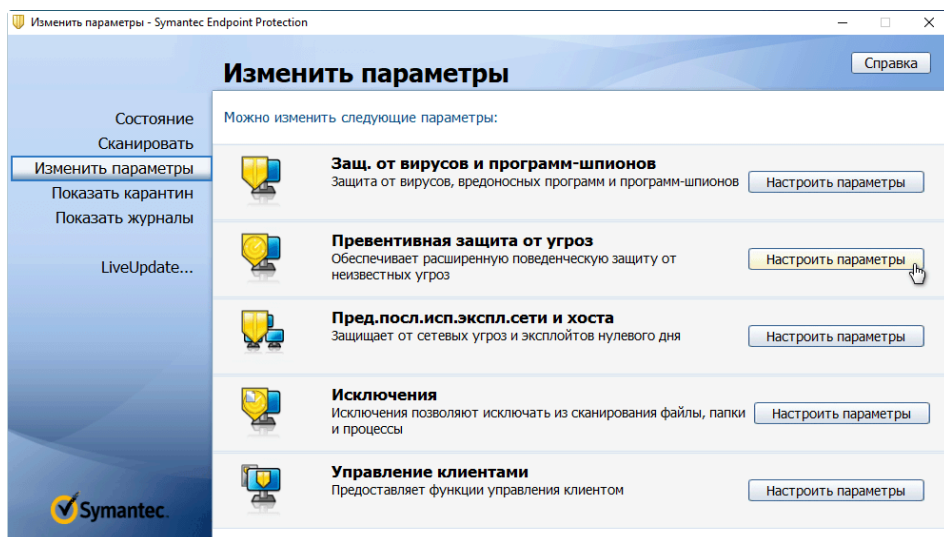 Изменить параметры - Symantec Endpoint Protection
Изменить параметры
Справка
Состояние
Сканировать
Изменить параметры
Показать карантин
Показать журналы
LiveUpdate...
Можно изменить следующие параметры:
Защ. от вирусов и программ-шпионов
Защита от вирусов, вредоносных программ и программ-шпионов
Настроить параметры
Превентивная защита от угроз
Обеспечивает расширенную поведенческую защиту от
неизвестных угроз
Настроить параметры
Пред.посл.исп.экспл.сети и хоста
Защищает от сетевых угроз и эксплойтов нулевого дня
Настроить параметры
Исключения
Исключения позволяют исключать из сканирования файлы, папки
и процессы
Настроить параметры
Управление клиентами
Предоставляет функции управления клиентом
Настроить параметры
Symantec.